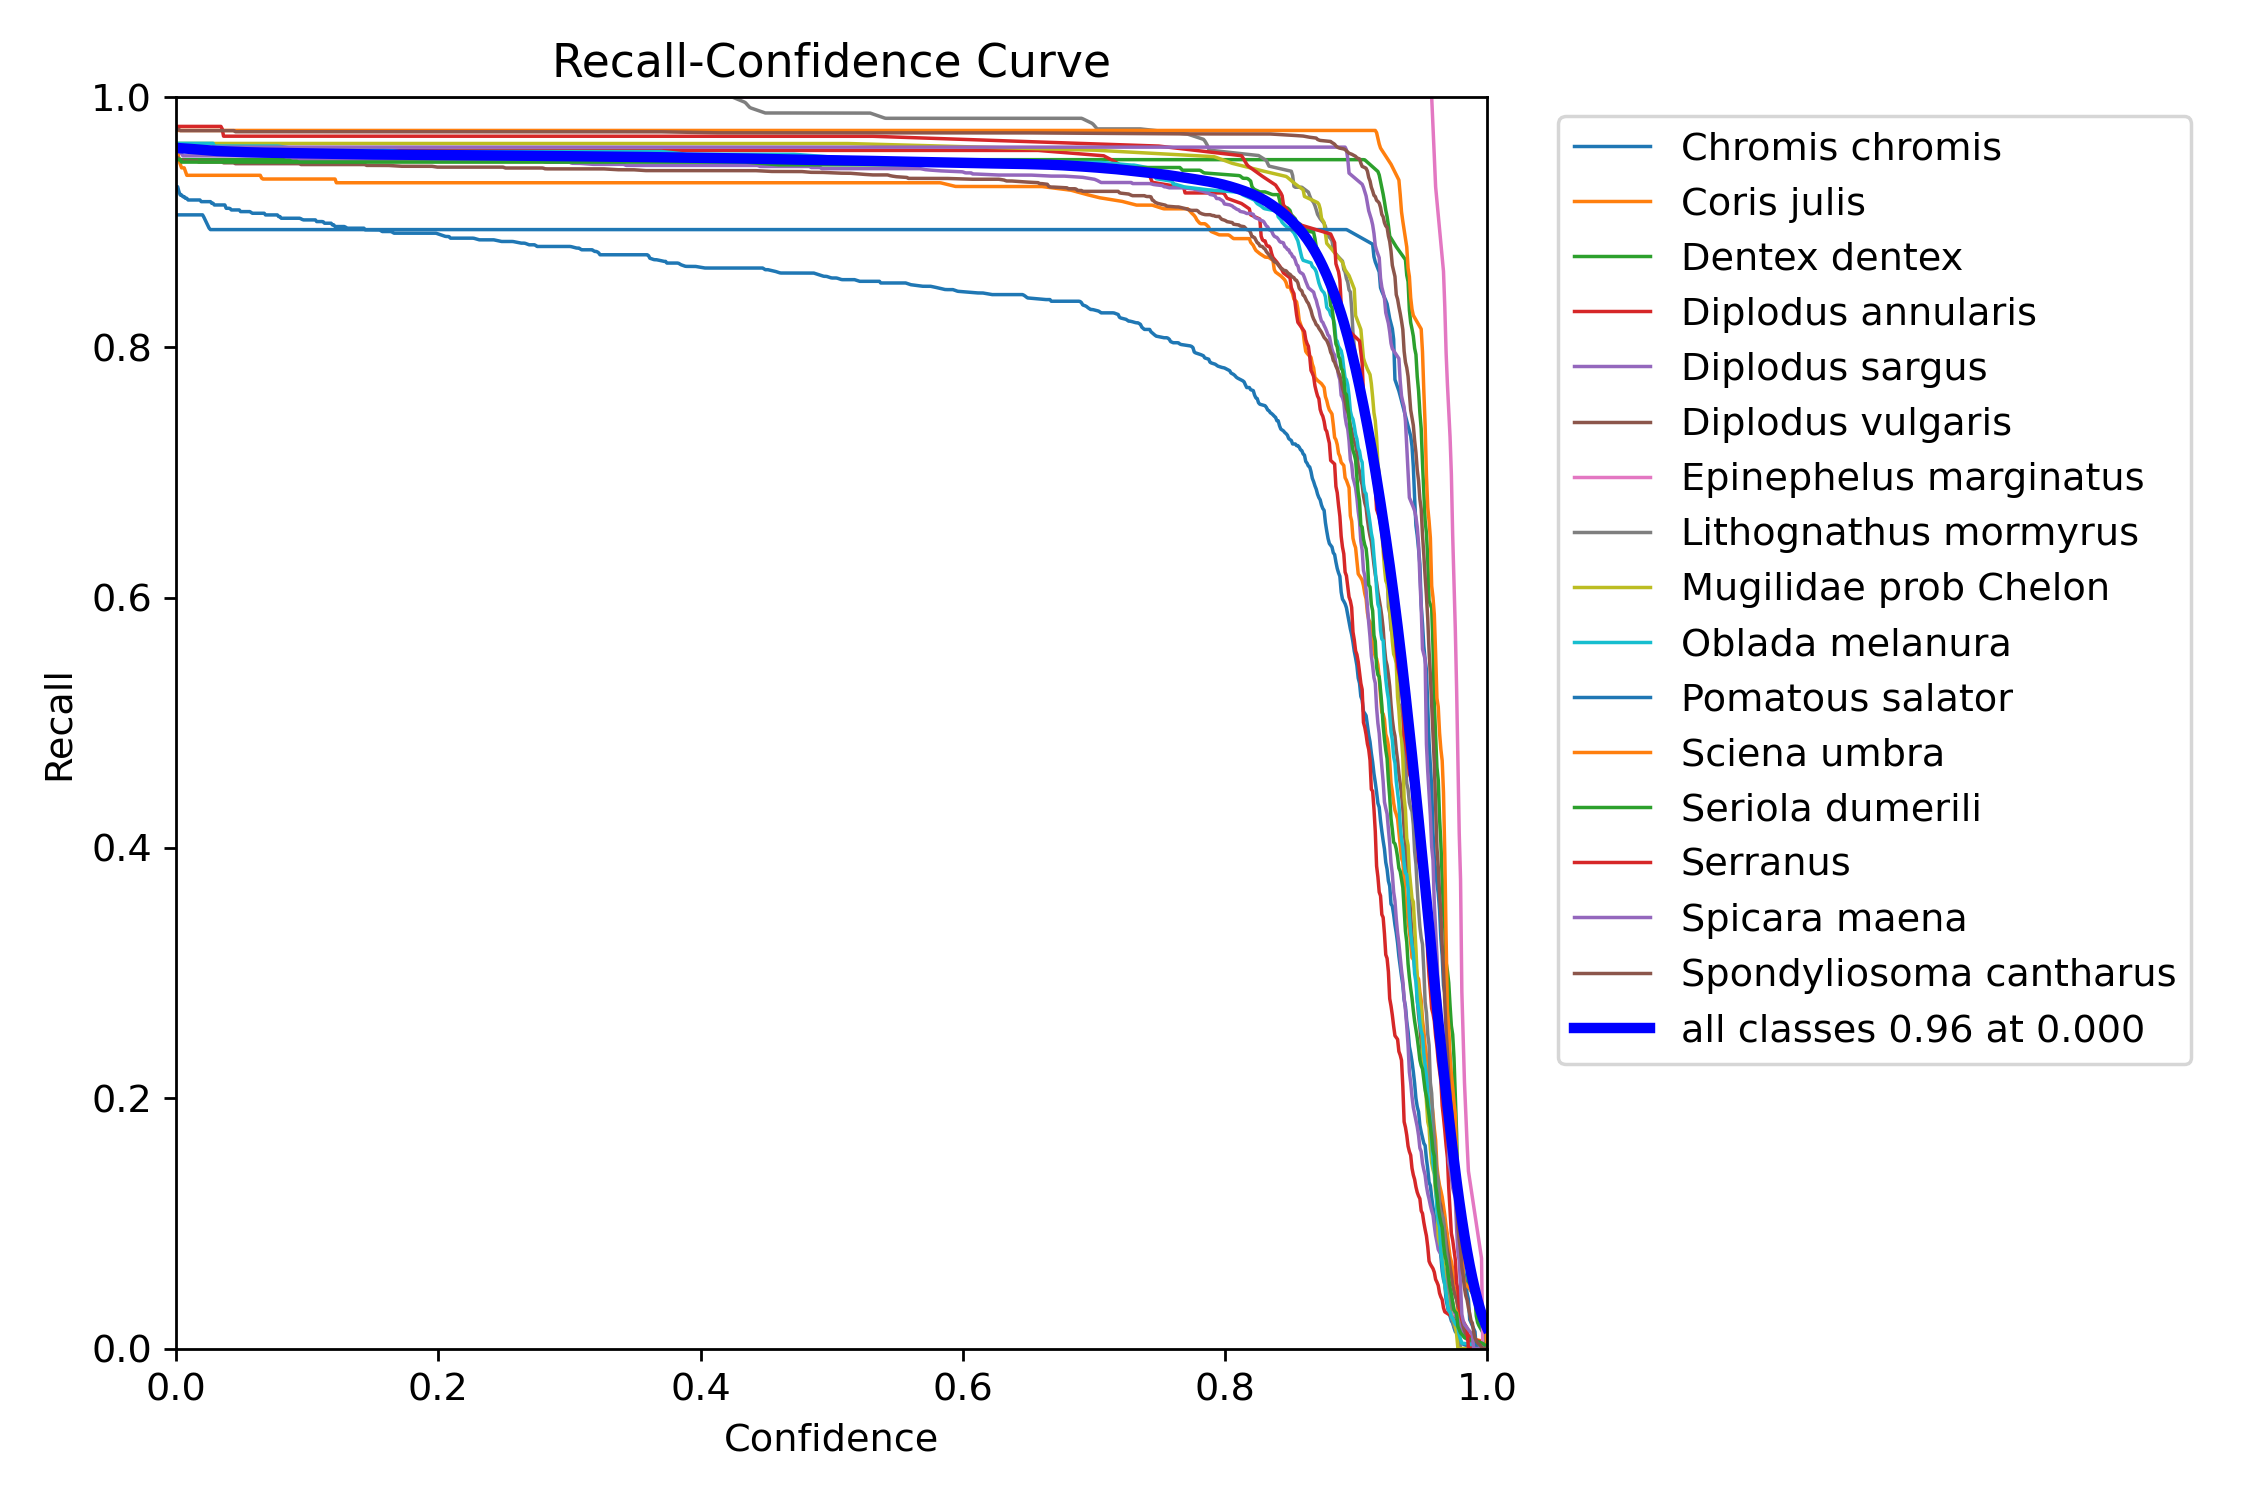 Recall-Confidence Curve
1.0
0.8
0.6
0.4
0.2
0.0
Recall
0.0 0.2 0.4 0.6 0.8 1.0
Confidence
Chromis chromis
Coris julis
Dentex dentex
Diplodus annularis
Diplodus sargus
Diplodus vulgaris
Epinephelus marginatus
Lithognathus mormyrus
Mugilidae prob Chelon
Oblada melanura
Pomatous salator
Sciena umbra
Seriola dumerili
Serranus
Spicara maena
Spondyliosoma cantharus
all classes 0.96 at 0.000